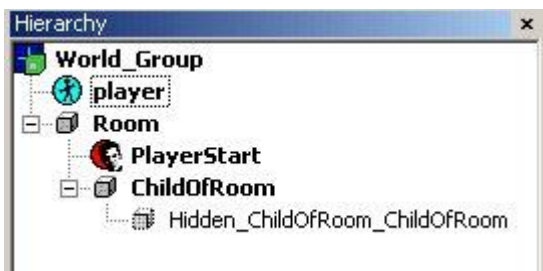 Hierarchy
World_Group
player
Room
PlayerStart
ChildOfRoom
Hidden_ChildOfRoom_ChildOfRoom